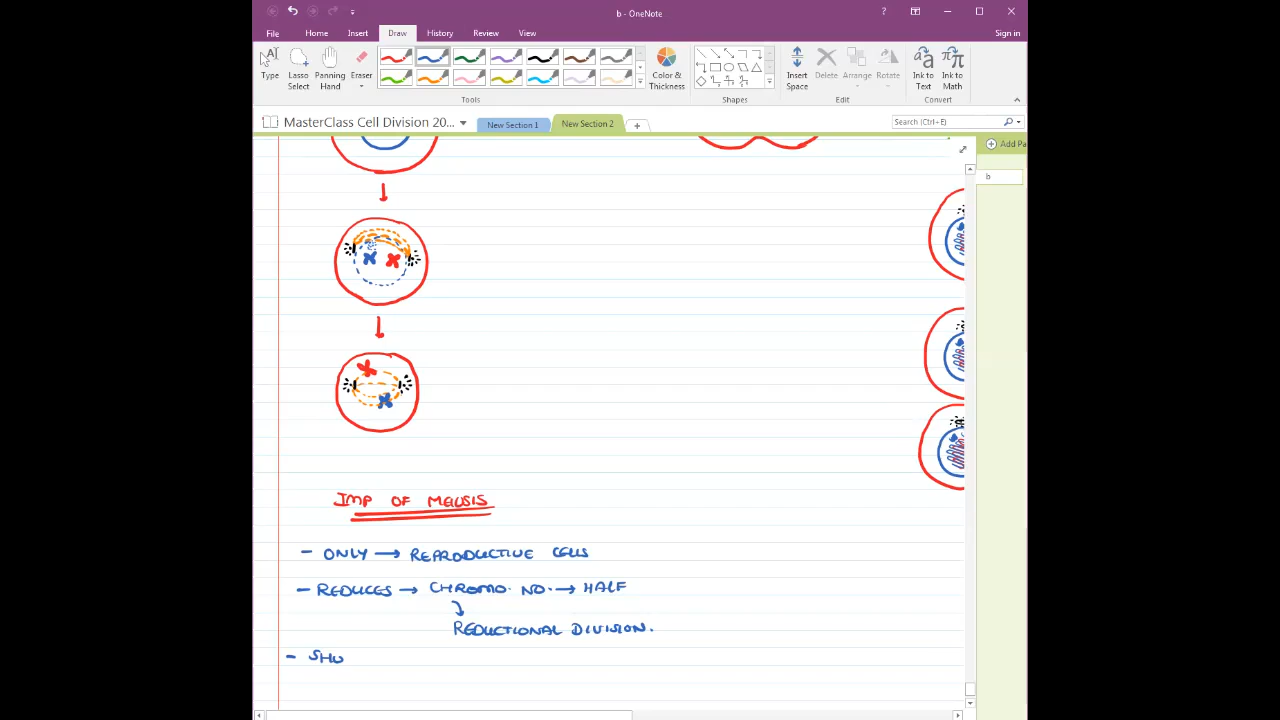 b - OneNote
File Home Insert Draw History Review View Sign in
Type
Lasso Select
Panning Hand
Eraser
Color & Thickness
Insert Space
Delete
Arrange
Rotate
Ink to Text
Ink to Math
Tools Shapes Edit Convert
MasterClass Cell Division 20... New Section 1 New Section 2 Search (Ctrl+E)
Add Pa
b
IMP OF MEIOSIS
- ONLY → REPRODUCTIVE CELLS
- REDUCES → CHROMO. NO. → HALF
REDUCTIONAL DIVISION.
- SHU